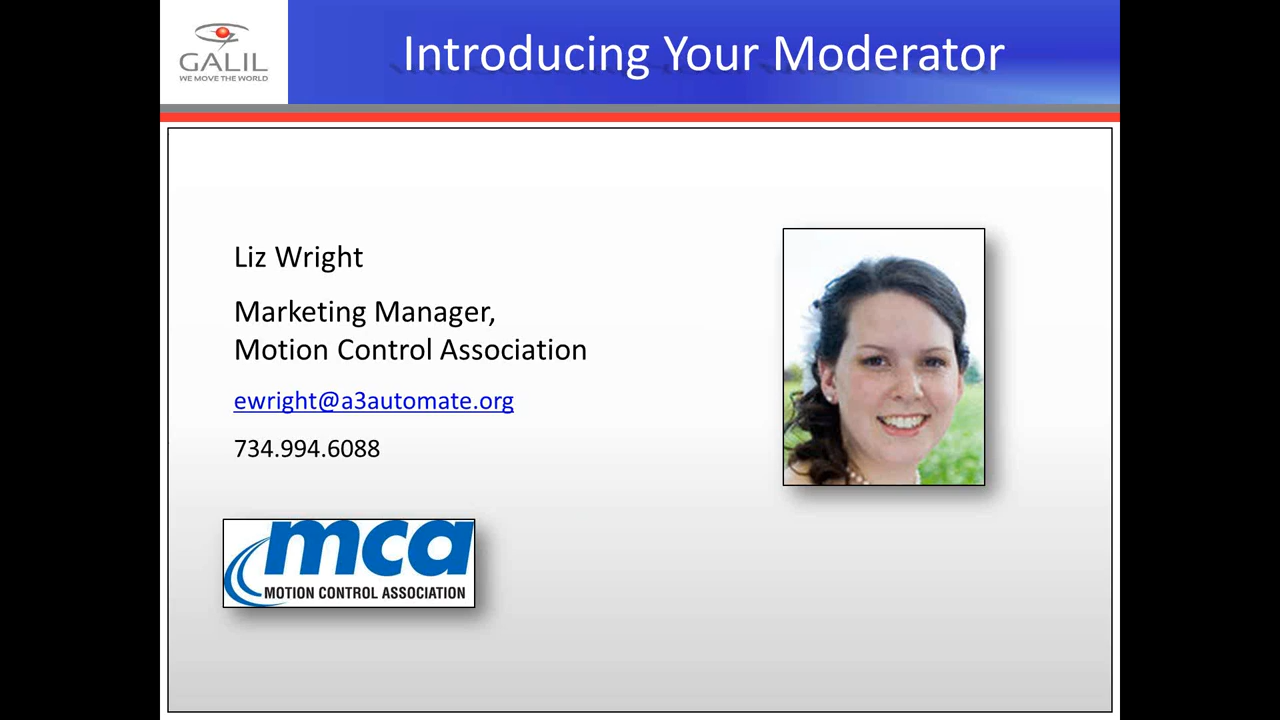 GALIL
WE MOVE THE WORLD
Introducing Your Moderator
Liz Wright
Marketing Manager,
Motion Control Association
ewright@a3automate.org
734.994.6088
mca
MOTION CONTROL ASSOCIATION